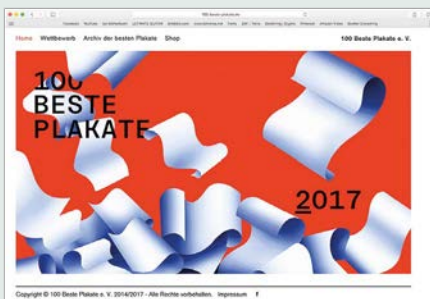 100 beste-plakate.de
Home Wettbewerb Archiv der besten Plakate Shop
100 Beste Plakate e. V.
100
BESTE
PLAKATE
2017
Copyright © 100 Beste Plakate e. V. 2014/2017 - Alle Rechte vorbehalten. Impressum f